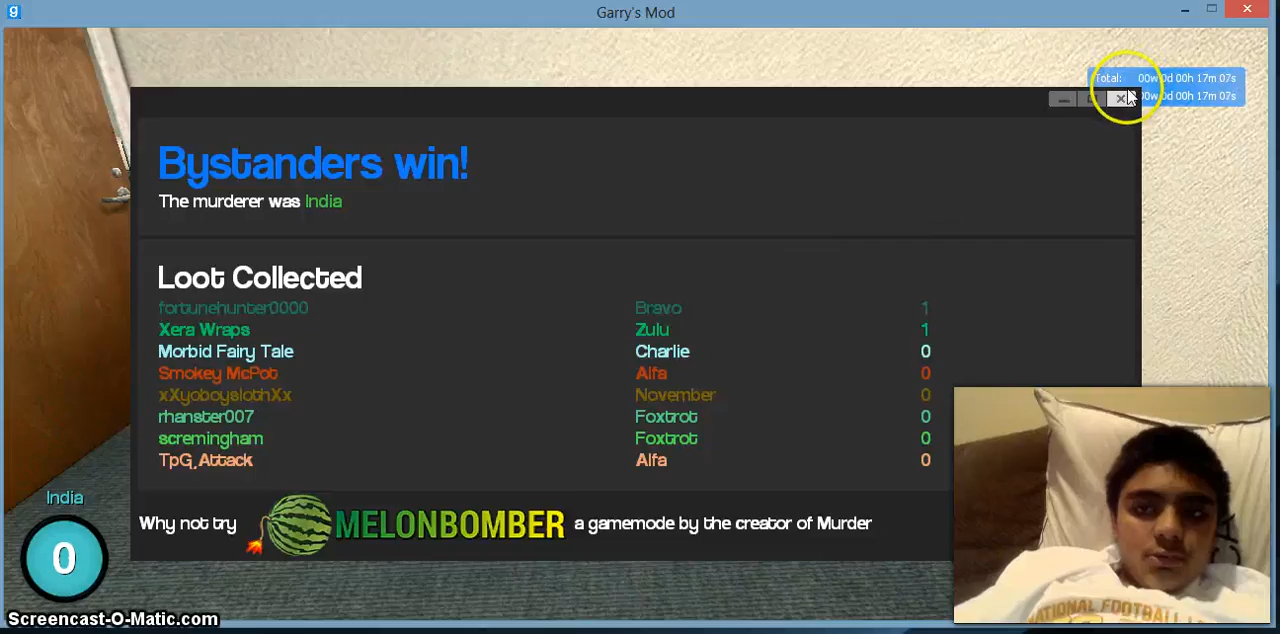 g
Garry's Mod
Total: 00w 0d 00h 17m 07s
00w 0d 00h 17m 07s
Bystanders win!
The murderer was India
Loot Collected
fortunehunter0000 Bravo 1
Xera Wraps Zulu 1
Morbid Fairy Tale Charlie 0
Smokey McPot Alfa 0
xXyoboyslothXx November 0
rhanster007 Foxtrot 0
scremingham Foxtrot 0
TpG_Attack Alfa 0
India
0
Why not try MELONBOMBER a gamemode by the creator of Murder
NATIONAL FOOTBALL
Screencast-O-Matic.com